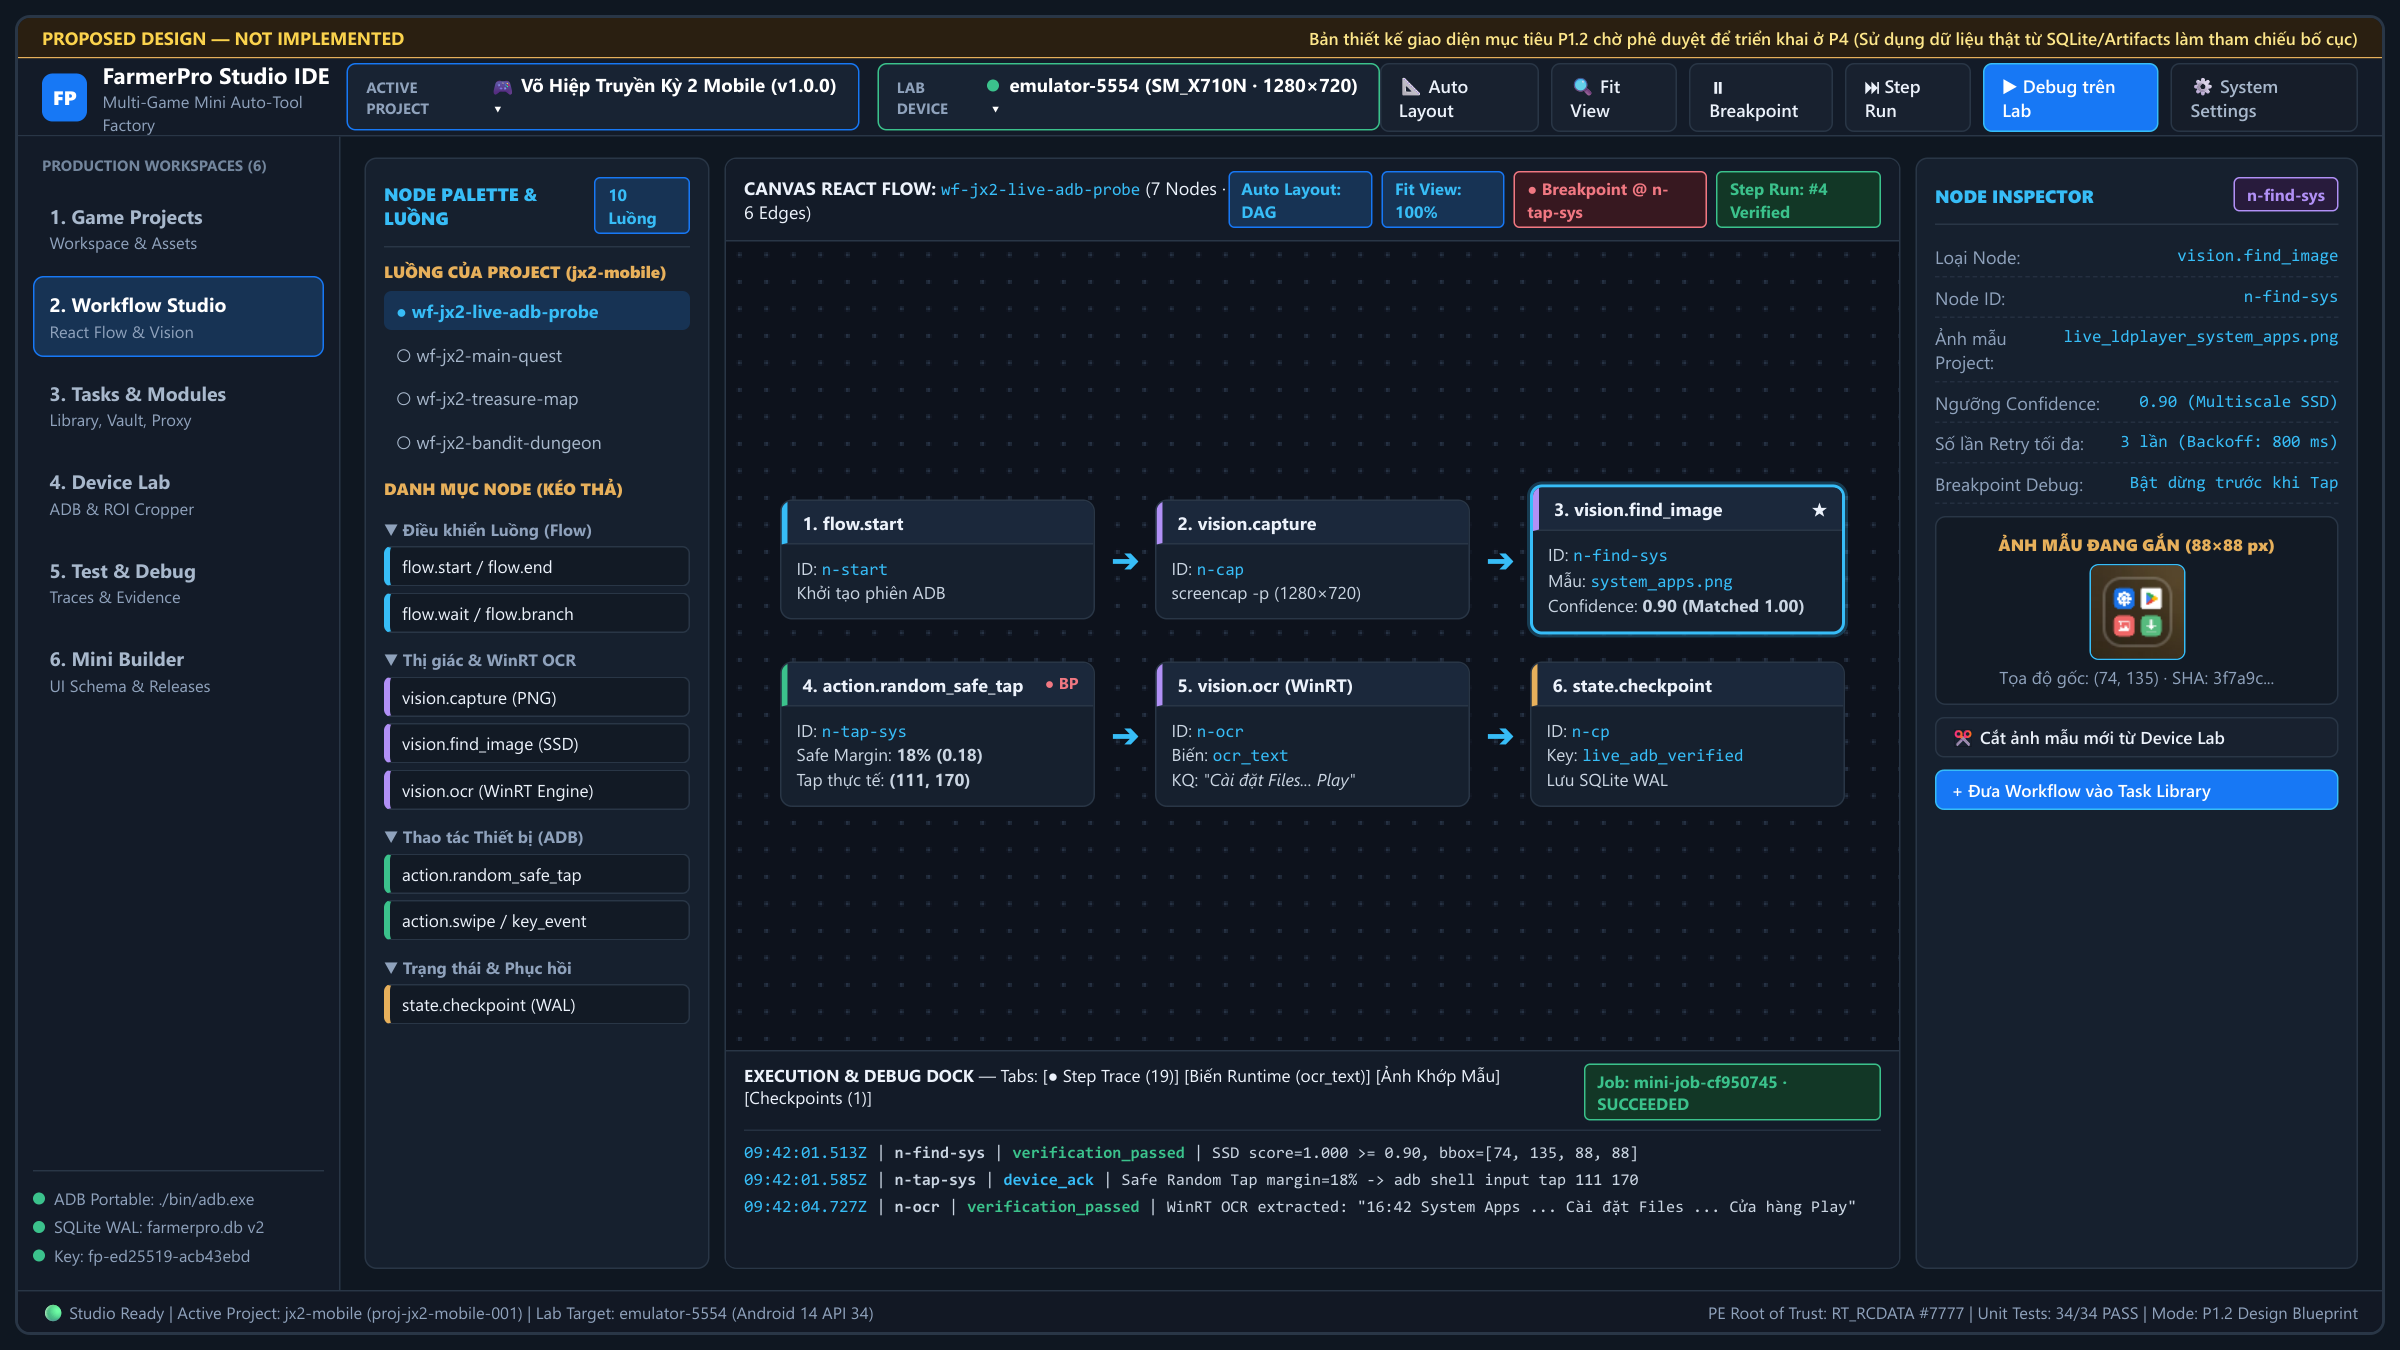 PROPOSED DESIGN — NOT IMPLEMENTED
Bản thiết kế giao diện mục tiêu P1.2 chờ phê duyệt để triển khai ở P4 (Sử dụng dữ liệu thật từ SQLite/Artifacts làm tham chiếu bố cục)
FP
FarmerPro Studio IDE
Multi-Game Mini Auto-Tool
Factory
ACTIVE
PROJECT
🎮 Võ Hiệp Truyền Kỳ 2 Mobile (v1.0.0)
▾
LAB
DEVICE
● emulator-5554 (SM_X710N · 1280×720)
▾
📐 Auto
Layout
🔍 Fit
View
⏸
Breakpoint
⏭ Step
Run
▶ Debug trên
Lab
⚙️ System
Settings
PRODUCTION WORKSPACES (6)
1. Game Projects
Workspace & Assets
2. Workflow Studio
React Flow & Vision
3. Tasks & Modules
Library, Vault, Proxy
4. Device Lab
ADB & ROI Cropper
5. Test & Debug
Traces & Evidence
6. Mini Builder
UI Schema & Releases
ADB Portable: ./bin/adb.exe
SQLite WAL: farmerpro.db v2
Key: fp-ed25519-acb43ebd
NODE PALETTE &
LUỒNG
10
Luồng
LUỒNG CỦA PROJECT (jx2-mobile)
● wf-jx2-live-adb-probe
○ wf-jx2-main-quest
○ wf-jx2-treasure-map
○ wf-jx2-bandit-dungeon
DANH MỤC NODE (KÉO THẢ)
▼ Điều khiển Luồng (Flow)
flow.start / flow.end
flow.wait / flow.branch
▼ Thị giác & WinRT OCR
vision.capture (PNG)
vision.find_image (SSD)
vision.ocr (WinRT Engine)
▼ Thao tác Thiết bị (ADB)
action.random_safe_tap
action.swipe / key_event
▼ Trạng thái & Phục hồi
state.checkpoint (WAL)
CANVAS REACT FLOW: wf-jx2-live-adb-probe (7 Nodes ·
6 Edges)
Auto Layout:
DAG
Fit View:
100%
● Breakpoint @ n-
tap-sys
Step Run: #4
Verified
1. flow.start
ID: n-start
Khởi tạo phiên ADB
➔
2. vision.capture
ID: n-cap
screencap -p (1280×720)
➔
3. vision.find_image ★
ID: n-find-sys
Mẫu: system_apps.png
Confidence: 0.90 (Matched 1.00)
4. action.random_safe_tap ● BP
ID: n-tap-sys
Safe Margin: 18% (0.18)
Tap thực tế: (111, 170)
➔
5. vision.ocr (WinRT)
ID: n-ocr
Biến: ocr_text
KQ: "Cài đặt Files... Play"
➔
6. state.checkpoint
ID: n-cp
Key: live_adb_verified
Lưu SQLite WAL
EXECUTION & DEBUG DOCK — Tabs: [● Step Trace (19)] [Biến Runtime (ocr_text)] [Ảnh Khớp Mẫu]
[Checkpoints (1)]
Job: mini-job-cf950745 ·
SUCCEEDED
09:42:01.513Z | n-find-sys | verification_passed | SSD score=1.000 >= 0.90, bbox=[74, 135, 88, 88]
09:42:01.585Z | n-tap-sys | device_ack | Safe Random Tap margin=18% -> adb shell input tap 111 170
09:42:04.727Z | n-ocr | verification_passed | WinRT OCR extracted: "16:42 System Apps ... Cài đặt Files ... Cửa hàng Play"
NODE INSPECTOR
n-find-sys
Loại Node: vision.find_image
Node ID: n-find-sys
Ảnh mẫu
Project:
live_ldplayer_system_apps.png
Ngưỡng Confidence: 0.90 (Multiscale SSD)
Số lần Retry tối đa: 3 lần (Backoff: 800 ms)
Breakpoint Debug: Bật dừng trước khi Tap
ẢNH MẪU ĐANG GẮN (88×88 px)
Tọa độ gốc: (74, 135) · SHA: 3f7a9c...
✂️ Cắt ảnh mẫu mới từ Device Lab
+ Đưa Workflow vào Task Library
Studio Ready | Active Project: jx2-mobile (proj-jx2-mobile-001) | Lab Target: emulator-5554 (Android 14 API 34)
PE Root of Trust: RT_RCDATA #7777 | Unit Tests: 34/34 PASS | Mode: P1.2 Design Blueprint